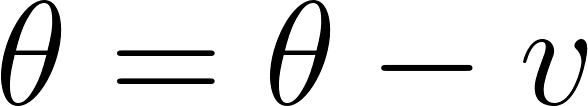 θ = θ − v